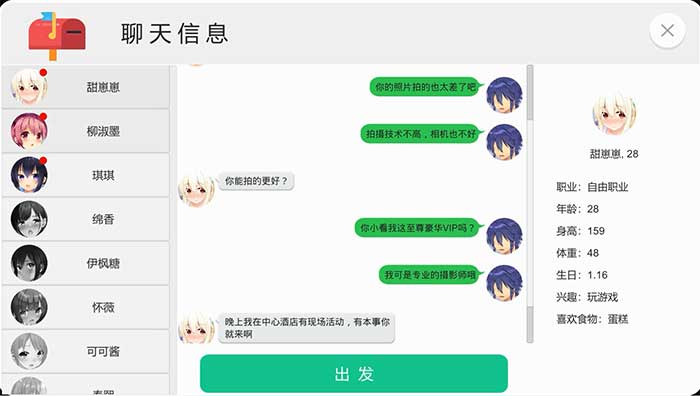 聊天信息
甜崽崽
柳淑墨
琪琪
绵香
伊枫糖
怀薇
可可酱
你的照片拍的也太差了吧
拍摄技术不高，相机也不好
你能拍的更好？
你小看我这至尊豪华VIP吗？
我可是专业的摄影师哦
晚上我在中心酒店有现场活动，有本事你
就来啊
出发
甜崽崽, 28
职业：自由职业
年龄：28
身高：159
体重：48
生日：1.16
兴趣：玩游戏
喜欢食物：蛋糕